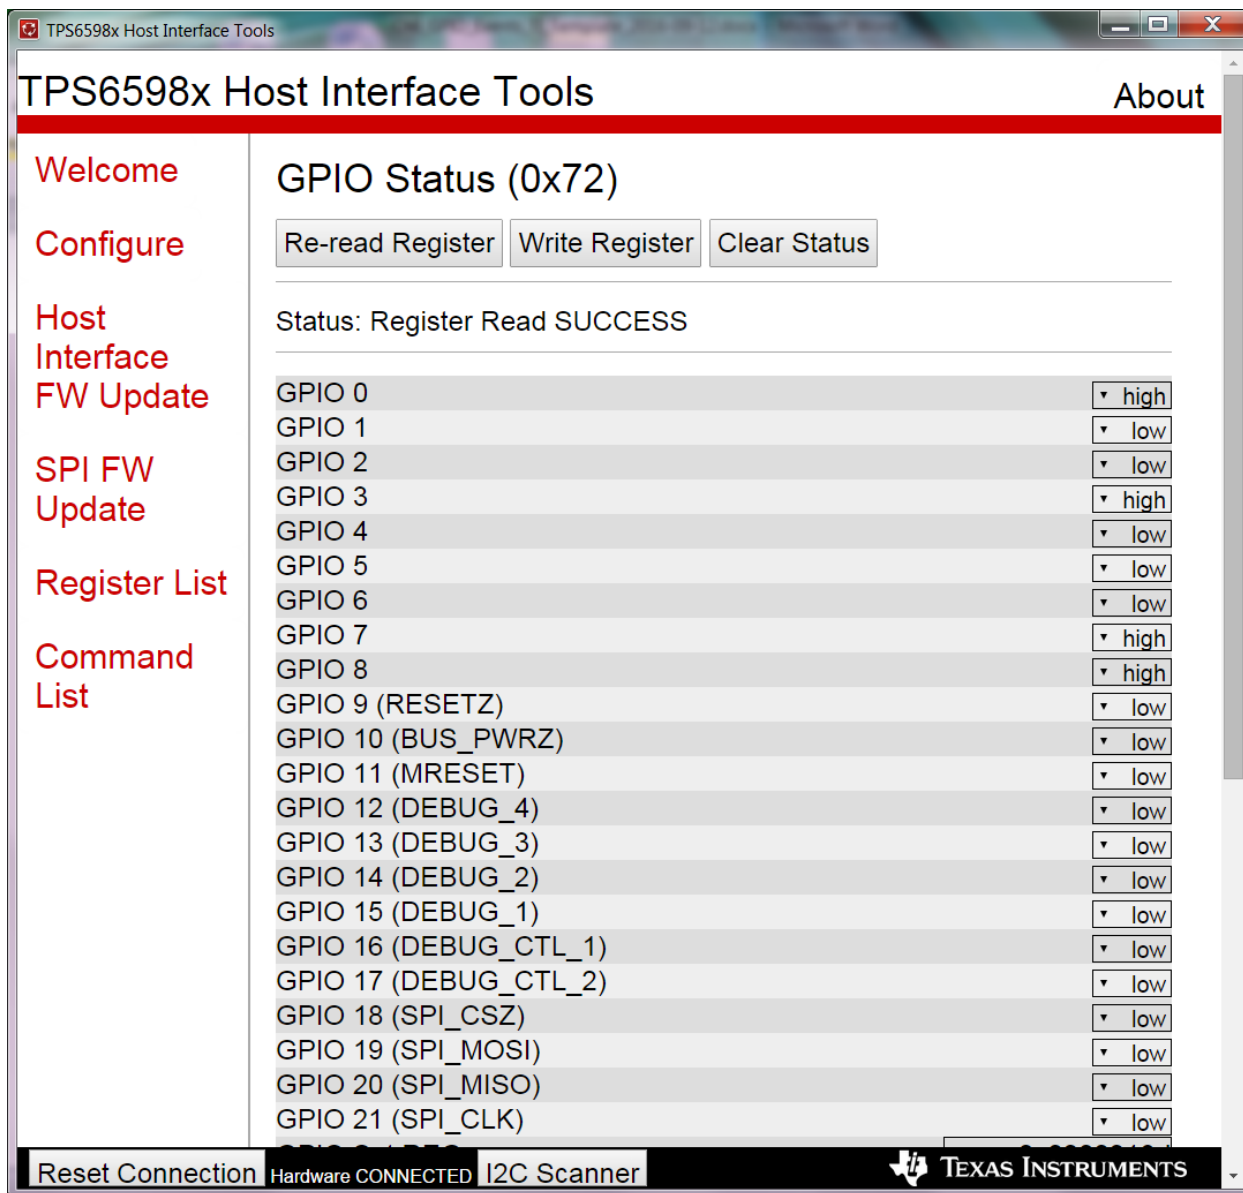 TPS6598x Host Interface Tools
TPS6598x Host Interface Tools
About
Welcome
Configure
Host
Interface
FW Update
SPI FW
Update
Register List
Command
List
GPIO Status (0x72)
Re-read Register Write Register Clear Status
Status: Register Read SUCCESS
GPIO 0 high
GPIO 1 low
GPIO 2 low
GPIO 3 high
GPIO 4 low
GPIO 5 low
GPIO 6 low
GPIO 7 high
GPIO 8 high
GPIO 9 (RESETZ) low
GPIO 10 (BUS_PWRZ) low
GPIO 11 (MRESET) low
GPIO 12 (DEBUG_4) low
GPIO 13 (DEBUG_3) low
GPIO 14 (DEBUG_2) low
GPIO 15 (DEBUG_1) low
GPIO 16 (DEBUG_CTL_1) low
GPIO 17 (DEBUG_CTL_2) low
GPIO 18 (SPI_CSZ) low
GPIO 19 (SPI_MOSI) low
GPIO 20 (SPI_MISO) low
GPIO 21 (SPI_CLK) low
Reset Connection Hardware CONNECTED I2C Scanner TEXAS INSTRUMENTS